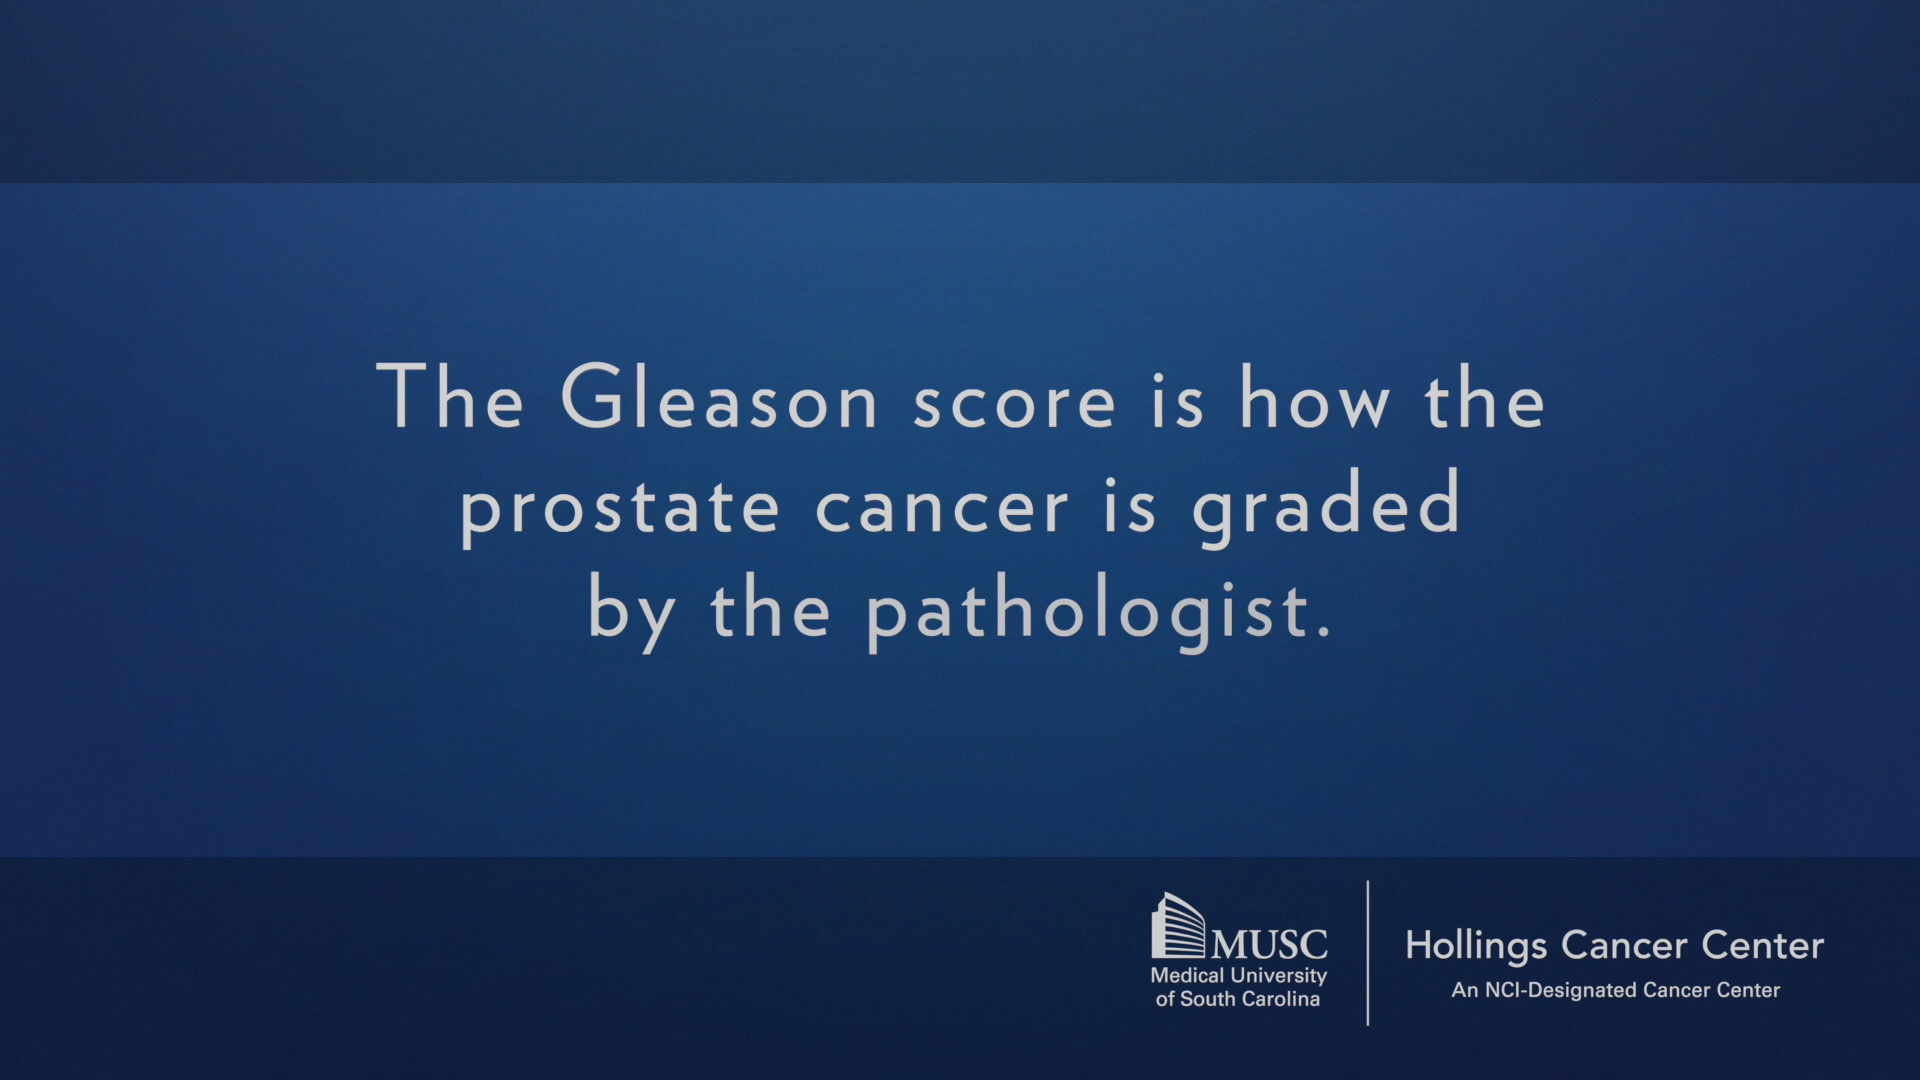 The Gleason score is how the
prostate cancer is graded
by the pathologist.
MUSC
Medical University
of South Carolina
Hollings Cancer Center
An NCI-Designated Cancer Center